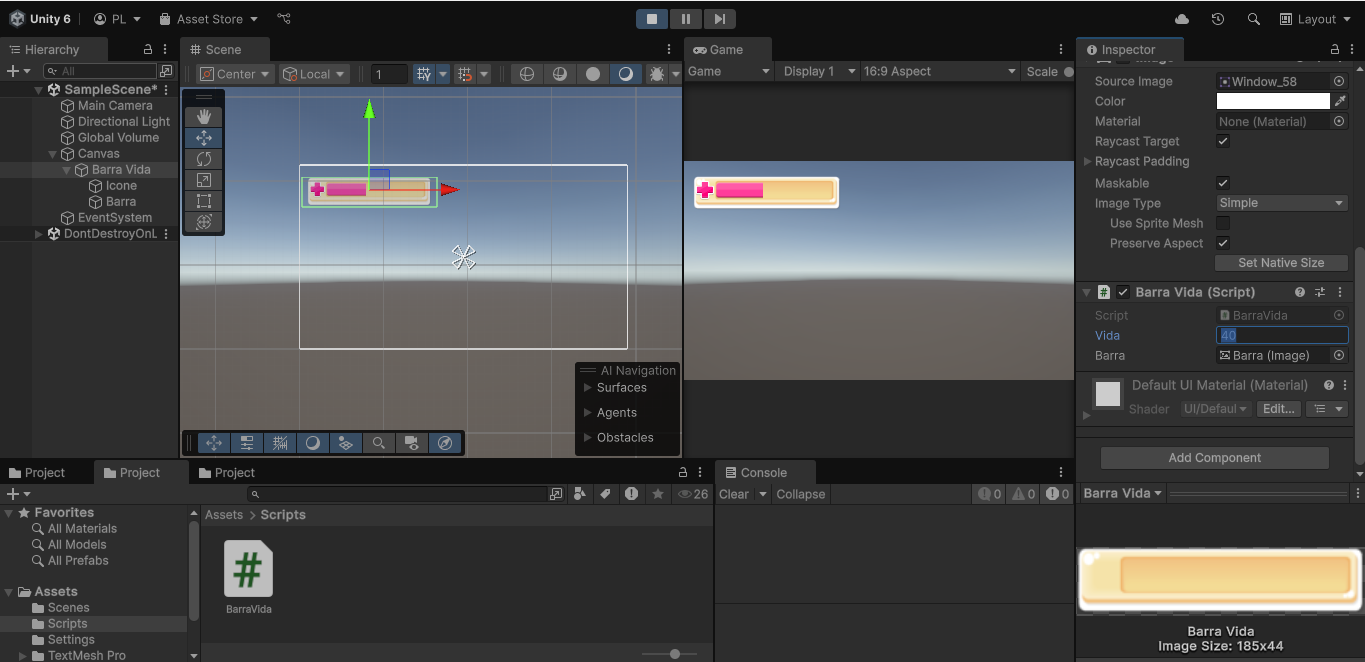 Unity 6
PL
Asset Store
Layout
Hierarchy
All
SampleScene*
Main Camera
Directional Light
Global Volume
Canvas
Barra Vida
Icone
Barra
EventSystem
DontDestroyOnL
Scene
Center
Local
1
AI Navigation
Surfaces
Agents
Obstacles
Game
Game
Display 1
16:9 Aspect
Scale
Inspector
Source Image
Window_58
Color
Material
None (Material)
Raycast Target
Raycast Padding
Maskable
Image Type
Simple
Use Sprite Mesh
Preserve Aspect
Set Native Size
Barra Vida (Script)
Script
BarraVida
Vida
40
Barra
Barra (Image)
Default UI Material (Material)
Shader
UI/Defaul
Edit...
Add Component
Project
Project
Project
26
Favorites
All Materials
All Models
All Prefabs
Assets
Scenes
Scripts
Settings
TextMesh Pro
Assets > Scripts
BarraVida
Console
Clear
Collapse
0
0
0
Barra Vida
Barra Vida
Image Size: 185x44